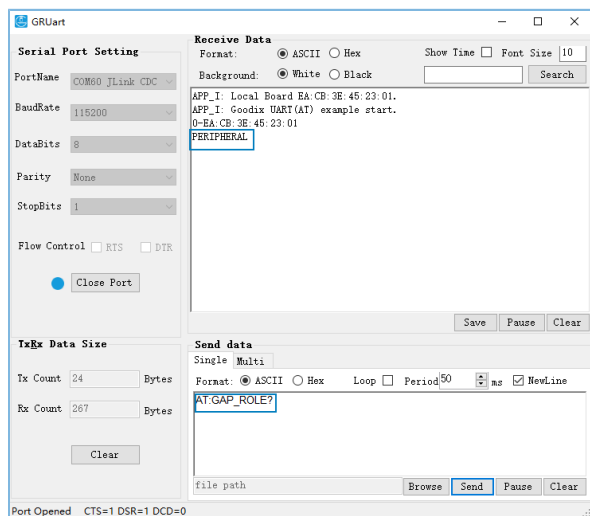 GRUart
Serial Port Setting
PortName COM60 JLink CDC
BaudRate 115200
DataBits 8
Parity None
StopBits 1
Flow Control RTS DTR
Close Port
TxRx Data Size
Tx Count 24 Bytes
Rx Count 267 Bytes
Clear
Receive Data
Format: ASCII Hex Show Time Font Size 10
Background: White Black Search
APP_I: Local Board EA:CB:3E:45:23:01.
APP_I: Goodix UART(AT) example start.
0-EA:CB:3E:45:23:01
PERIPHERAL
Save Pause Clear
Send data
Single Multi
Format: ASCII Hex Loop Period 50 ms NewLine
AT:GAP_ROLE?
file path Browse Send Pause Clear
Port Opened CTS=1 DSR=1 DCD=0